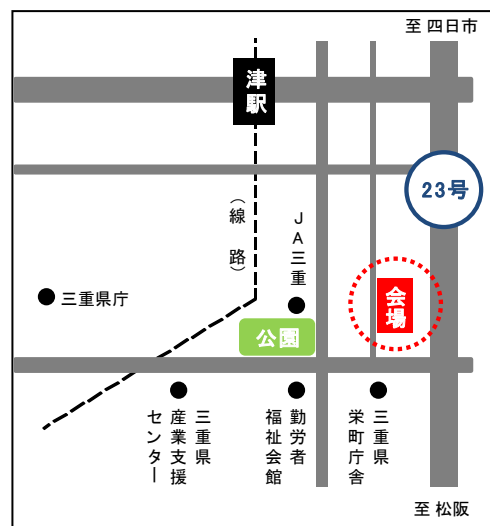 至 四日市
津駅
23号
（線路）
ＪＡ三重
三重県庁
会場
公園
三重県
産業支援
センター
勤労者
福祉会館
三重県
栄町庁舎
至 松阪